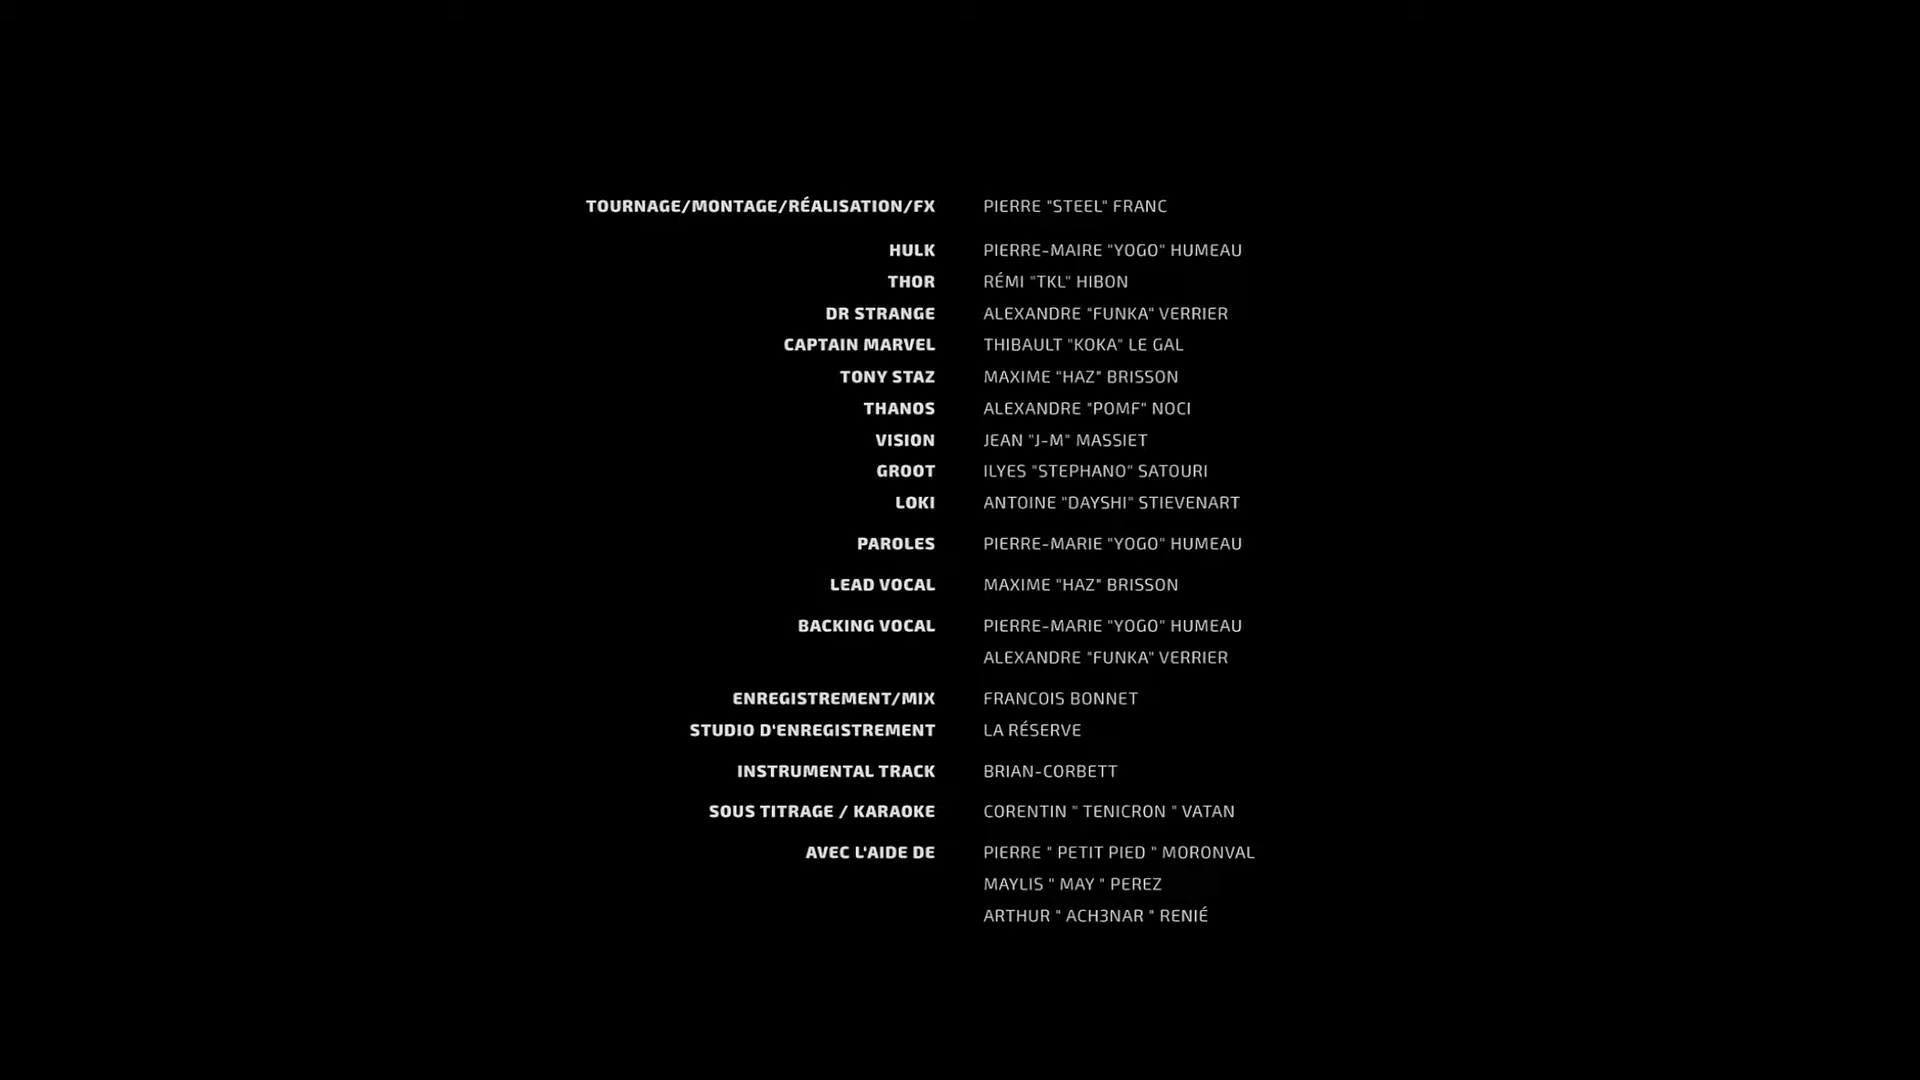 TOURNAGE/MONTAGE/RÉALISATION/FX PIERRE "STEEL" FRANC
HULK PIERRE-MAIRE "YOGO" HUMEAU
THOR RÉMI "TKL" HIBON
DR STRANGE ALEXANDRE "FUNKA" VERRIER
CAPTAIN MARVEL THIBAULT "KOKA" LE GAL
TONY STAZ MAXIME "HAZ" BRISSON
THANOS ALEXANDRE "POMF" NOCI
VISION JEAN "J-M" MASSIET
GROOT ILYES "STEPHANO" SATOURI
LOKI ANTOINE "DAYSHI" STIEVENART
PAROLES PIERRE-MARIE "YOGO" HUMEAU
LEAD VOCAL MAXIME "HAZ" BRISSON
BACKING VOCAL PIERRE-MARIE "YOGO" HUMEAU
ALEXANDRE "FUNKA" VERRIER
ENREGISTREMENT/MIX FRANCOIS BONNET
STUDIO D'ENREGISTREMENT LA RÉSERVE
INSTRUMENTAL TRACK BRIAN-CORBETT
SOUS TITRAGE / KARAOKE CORENTIN " TENICRON " VATAN
AVEC L'AIDE DE PIERRE " PETIT PIED " MORONVAL
MAYLIS " MAY " PEREZ
ARTHUR " ACH3NAR " RENIÉ